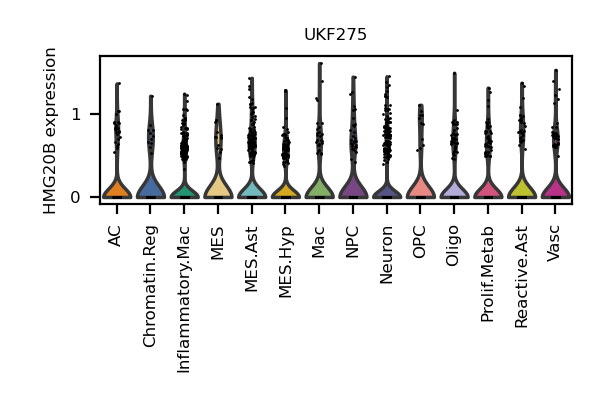 UKF275
HMG20B expression
1
0
AC
Chromatin.Reg
Inflammatory.Mac
MES
MES.Ast
MES.Hyp
Mac
NPC
Neuron
OPC
Oligo
Prolif.Metab
Reactive.Ast
Vasc